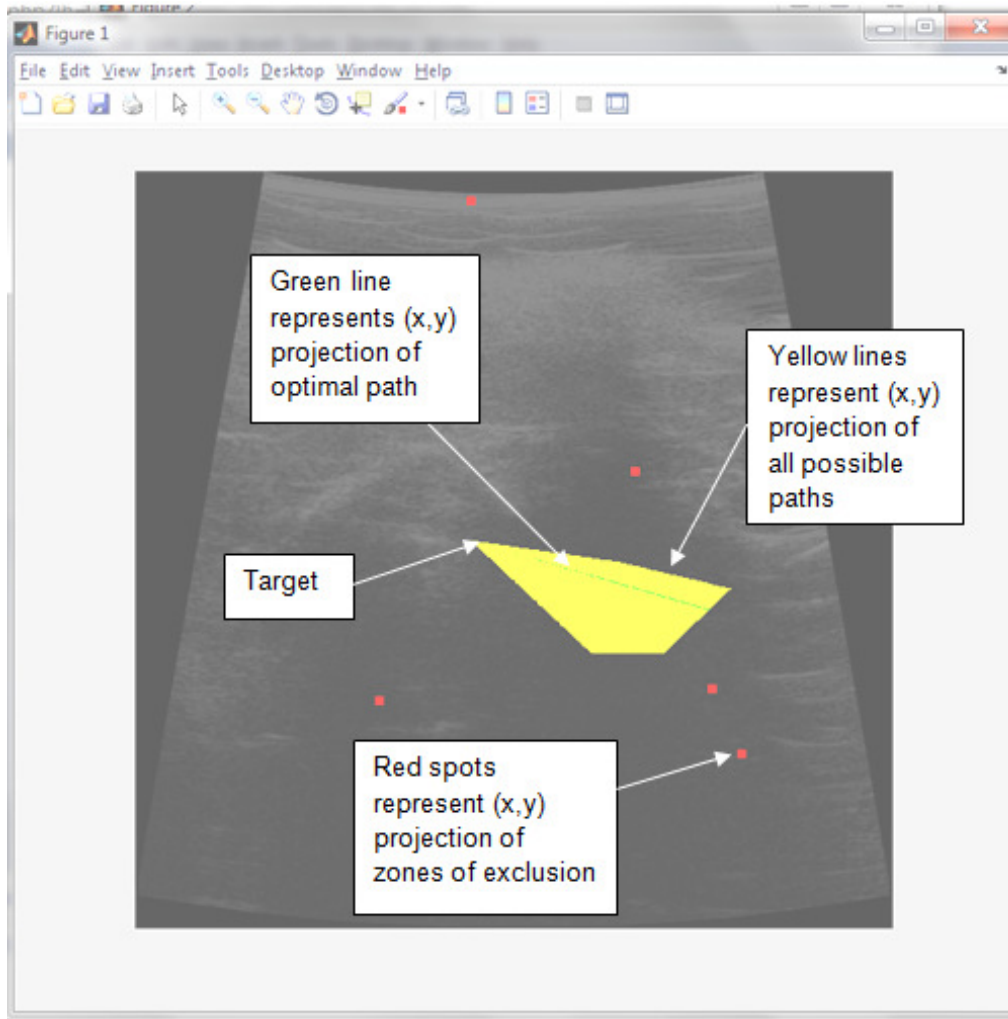 Figure 1
File Edit View Insert Tools Desktop Window Help
Green line
represents (x,y)
projection of
optimal path
Yellow lines
represent (x,y)
projection of
all possible
paths
Target
Red spots
represent (x,y)
projection of
zones of exclusion